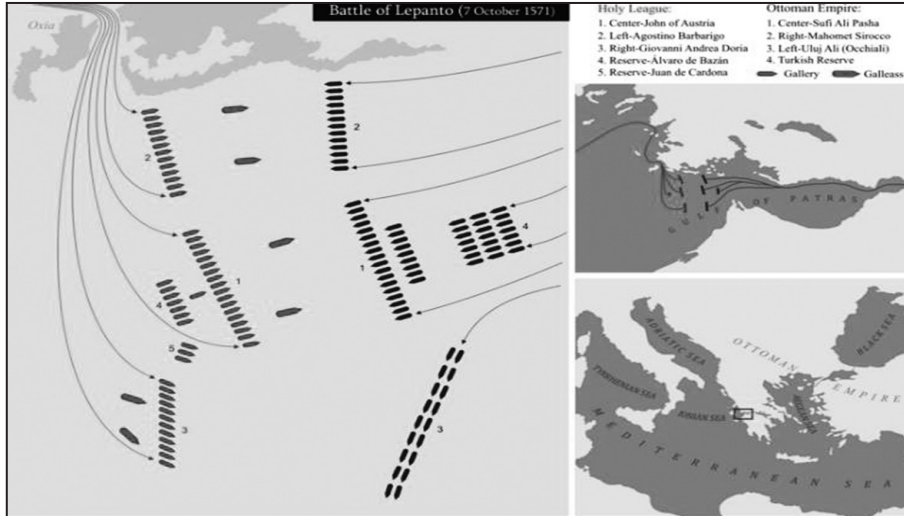 Battle of Lepanto (7 October 1571)
Oxia
2
2
1
1
4
4
5
3
3
Holy League:
1. Center-John of Austria
2. Left-Agostino Barbarigo
3. Right-Giovanni Andrea Doria
4. Reserve-Álvaro de Bazán
5. Reserve-Juan de Cardona
Ottoman Empire:
1. Center-Sufi Ali Pasha
2. Right-Mahomet Sirocco
3. Left-Uluj Ali (Occhiali)
4. Turkish Reserve
Gallery Galleass
GULF OF PATRAS
ADRIATIC SEA
BLACK SEA
OTTOMAN EMPIRE
TYRRHENIAN SEA
IONIAN SEA
AEGEAN SEA
MEDITERRANEAN SEA